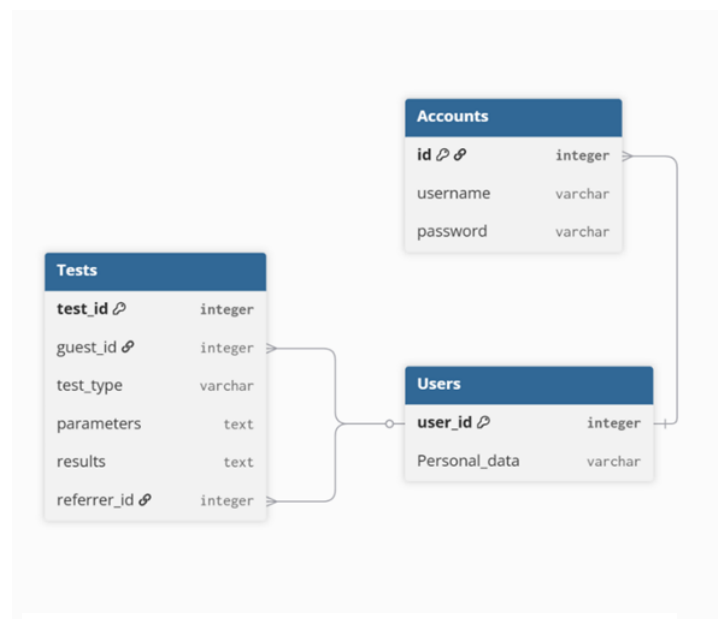 Accounts
id integer
username varchar
password varchar
Tests
test_id integer
guest_id integer
test_type varchar
parameters text
results text
referrer_id integer
Users
user_id integer
Personal_data varchar